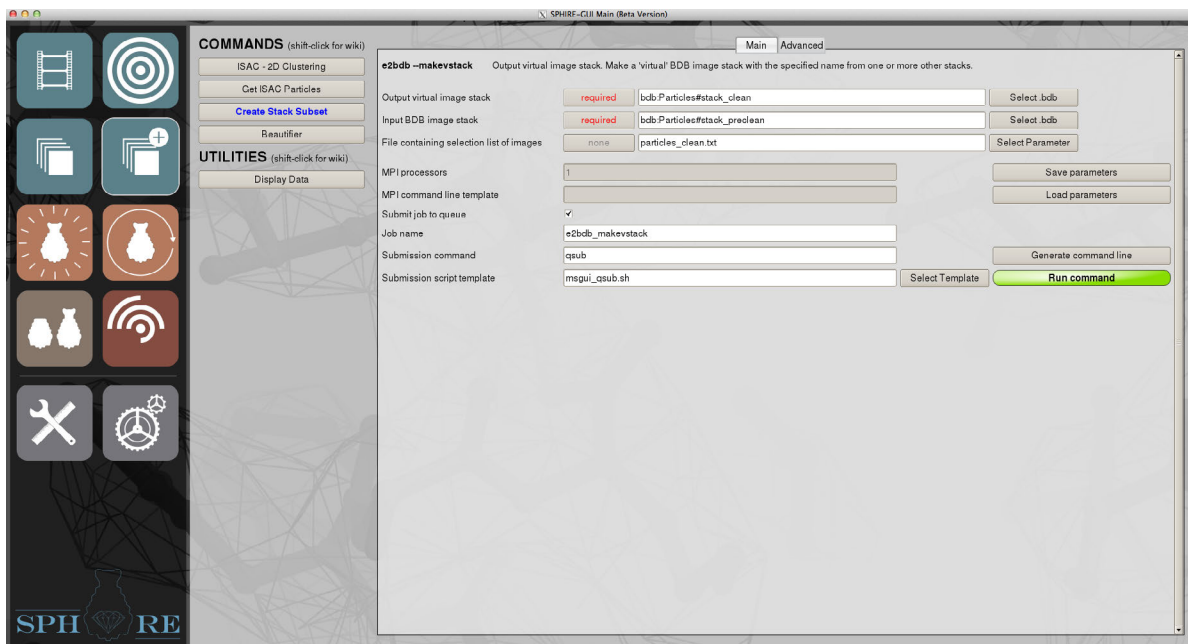 SPHIRE-GUI Main (Beta Version)
COMMANDS (shift-click for wiki)
ISAC - 2D Clustering
Get ISAC Particles
Create Stack Subset
Beautifier
UTILITIES (shift-click for wiki)
Display Data
Main Advanced
e2bdb --makevstack Output virtual image stack. Make a 'virtual' BDB image stack with the specified name from one or more other stacks.
Output virtual image stack required bdb:Particles#stack_clean Select .bdb
Input BDB image stack required bdb:Particles#stack_preclean Select .bdb
File containing selection list of images none particles_clean.txt Select Parameter
MPI processors 1 Save parameters
MPI command line template Load parameters
Submit job to queue
Job name e2bdb_makevstack
Submission command qsub Generate command line
Submission script template msgui_qsub.sh Select Template Run command
SPHIRE